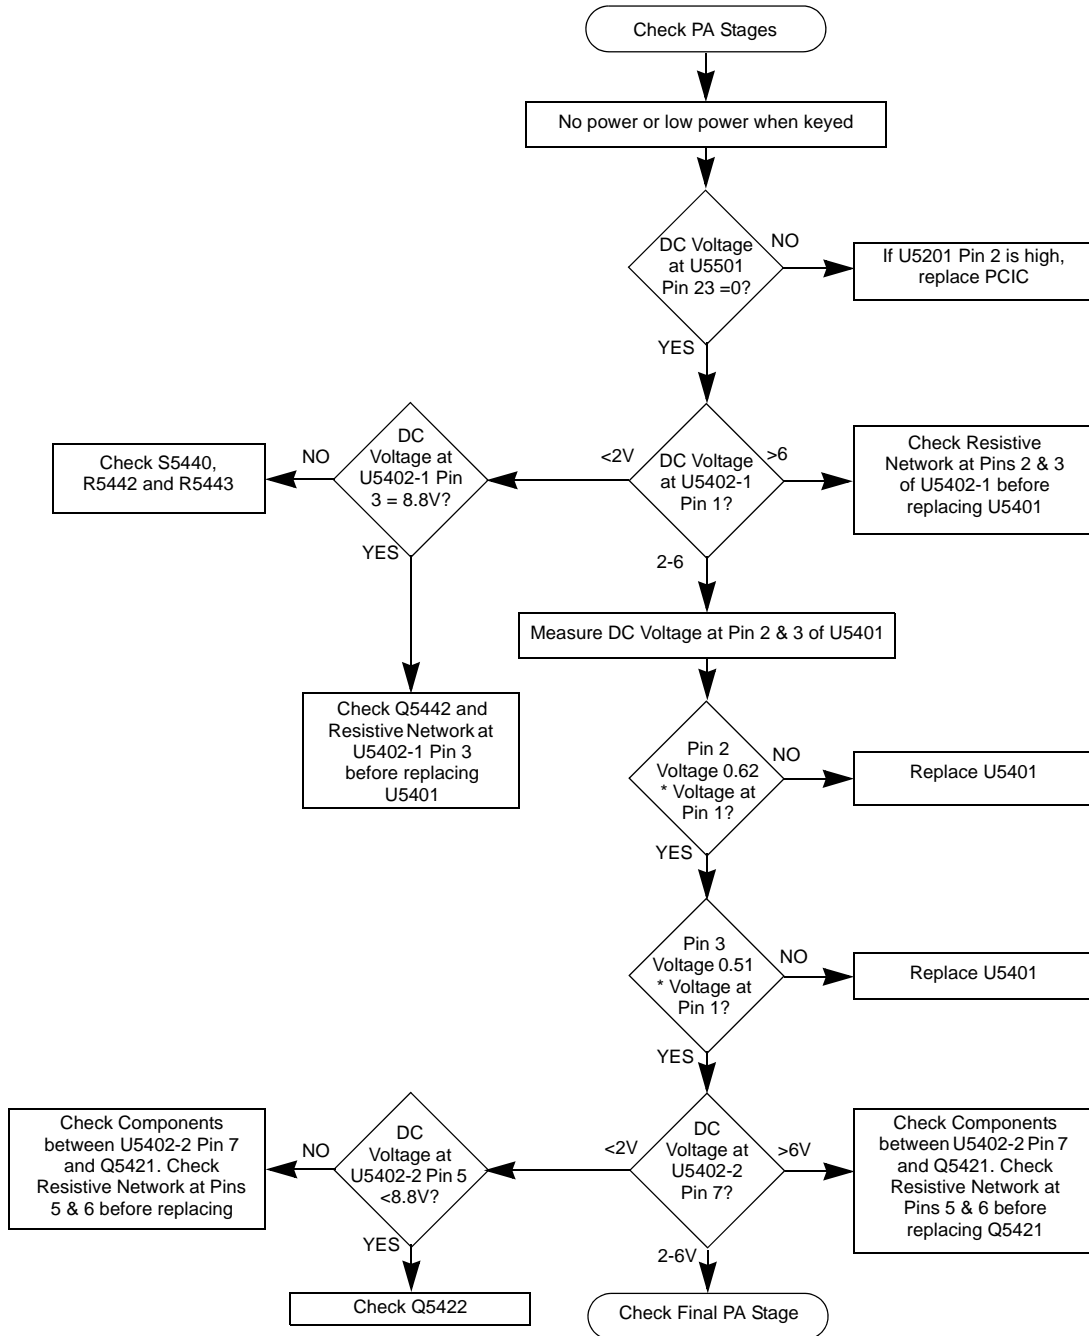 Check PA Stages
No power or low power when keyed
DC Voltage
at U5501
Pin 23 =0?
NO
If U5201 Pin 2 is high,
replace PCIC
YES
DC Voltage
at U5402-1
Pin 1?
<2V
>6
2-6
DC
Voltage at
U5402-1 Pin
3 = 8.8V?
NO
Check S5440,
R5442 and R5443
YES
Check Resistive
Network at Pins 2 & 3
of U5402-1 before
replacing U5401
Measure DC Voltage at Pin 2 & 3 of U5401
Check Q5442 and
Resistive Network at
U5402-1 Pin 3
before replacing
U5401
Pin 2
Voltage 0.62
* Voltage at
Pin 1?
NO
Replace U5401
YES
Pin 3
Voltage 0.51
* Voltage at
Pin 1?
NO
Replace U5401
YES
DC
Voltage at
U5402-2
Pin 7?
<2V
>6V
2-6V
DC
Voltage at
U5402-2 Pin 5
<8.8V?
NO
Check Components
between U5402-2 Pin 7
and Q5421. Check
Resistive Network at Pins
5 & 6 before replacing
YES
Check Components
between U5402-2 Pin 7
and Q5421. Check
Resistive Network at
Pins 5 & 6 before
replacing Q5421
Check Q5422
Check Final PA Stage